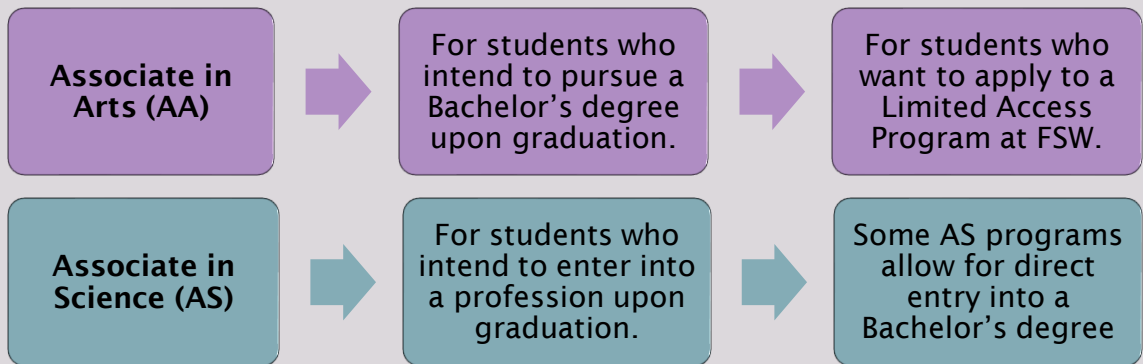 Associate in
Arts (AA)
For students who
intend to pursue a
Bachelor’s degree
upon graduation.
For students who
want to apply to a
Limited Access
Program at FSW.
Associate in
Science (AS)
For students who
intend to enter into
a profession upon
graduation.
Some AS programs
allow for direct
entry into a
Bachelor’s degree